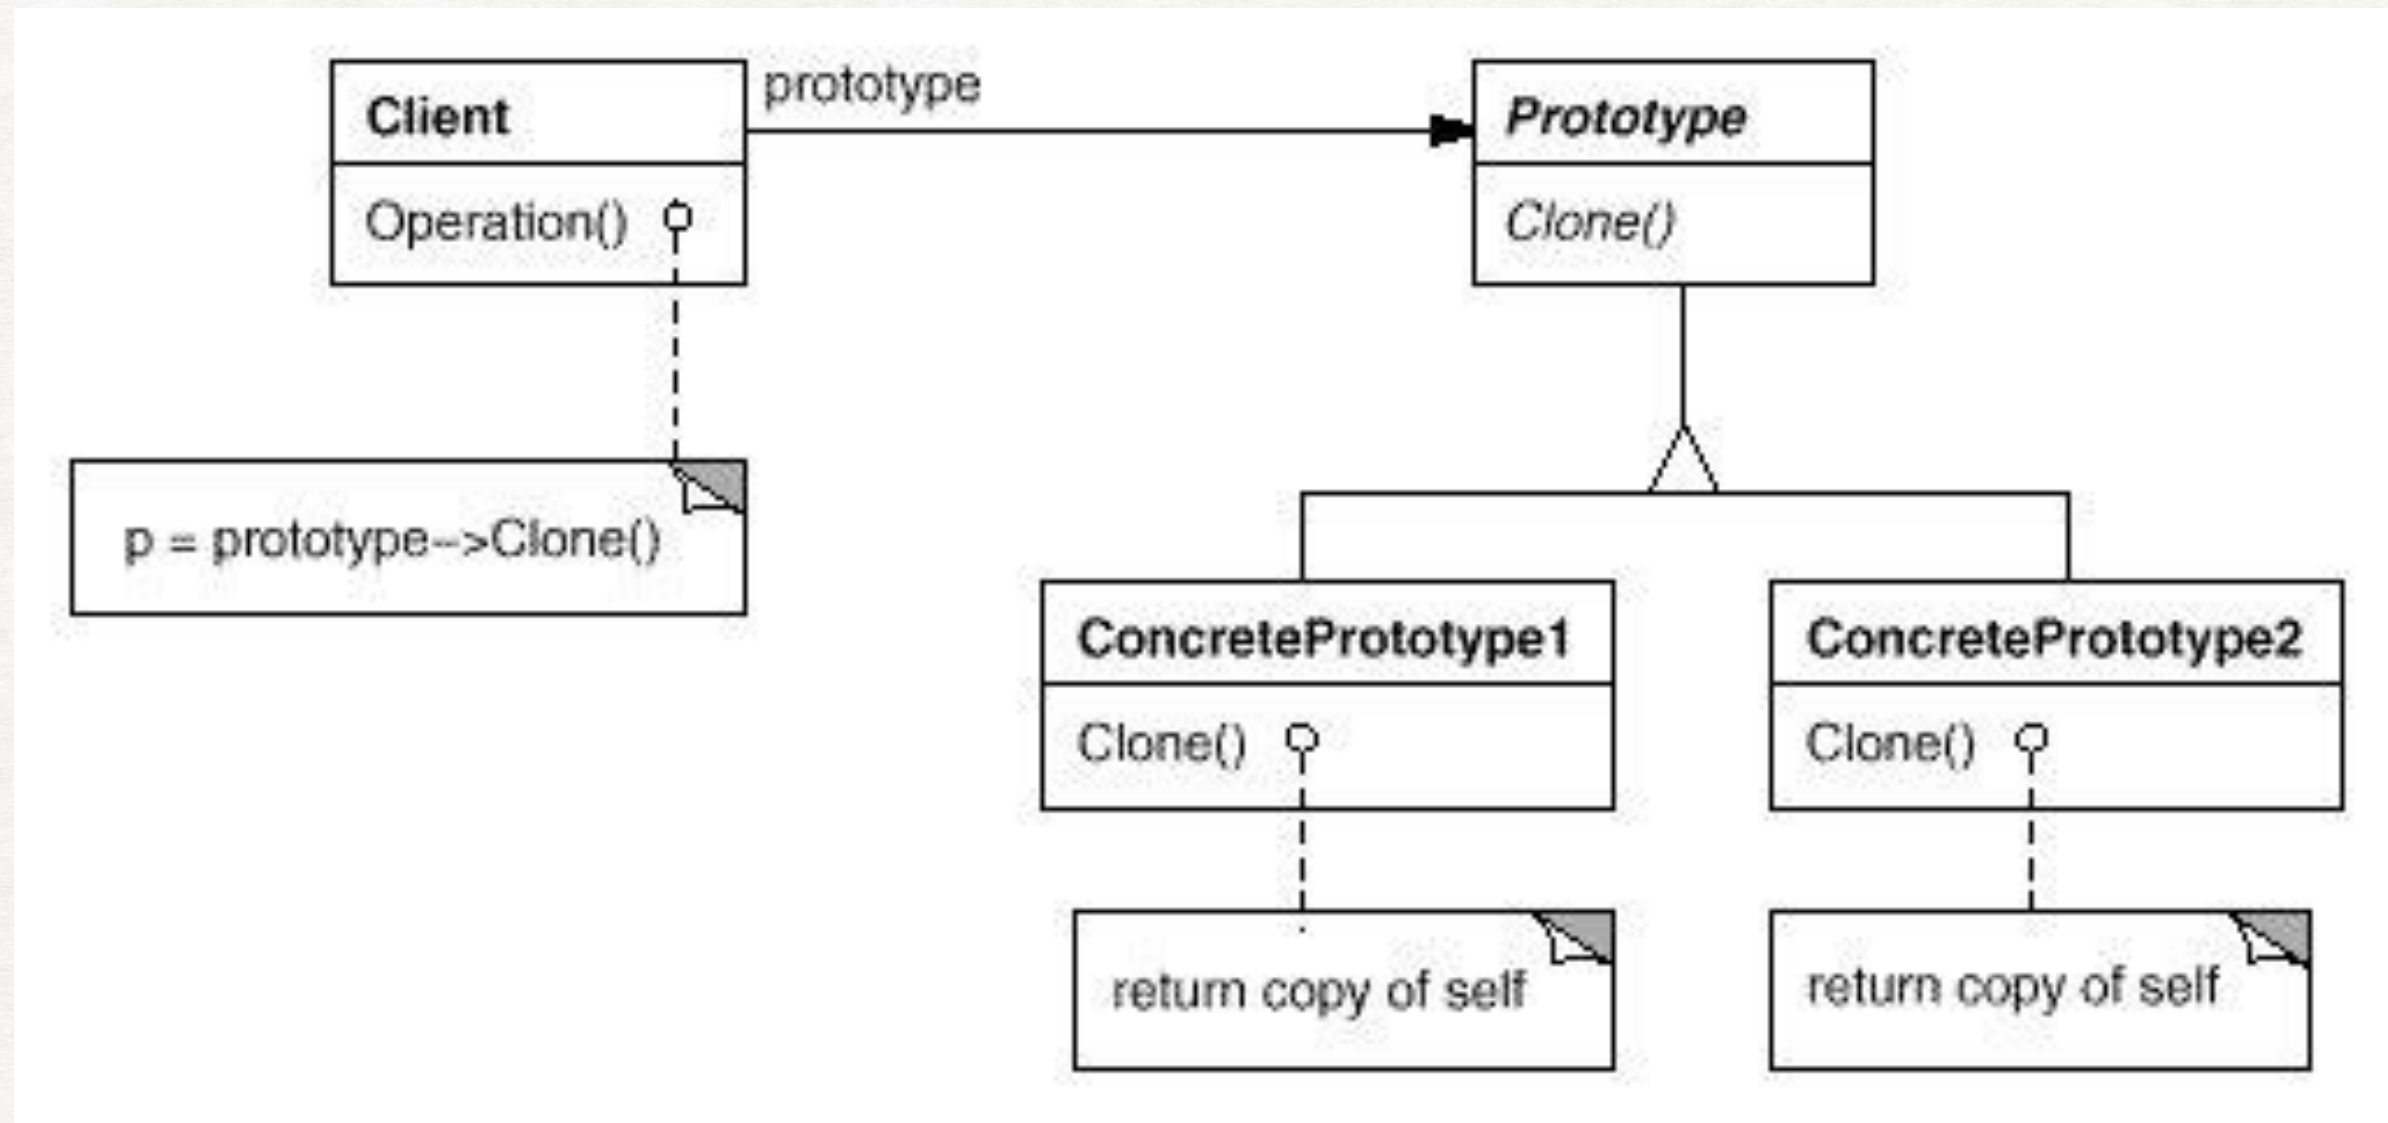 Client
Operation()
prototype
Prototype
Clone()
p = prototype–>Clone()
ConcretePrototype1
Clone()
return copy of self
ConcretePrototype2
Clone()
return copy of self